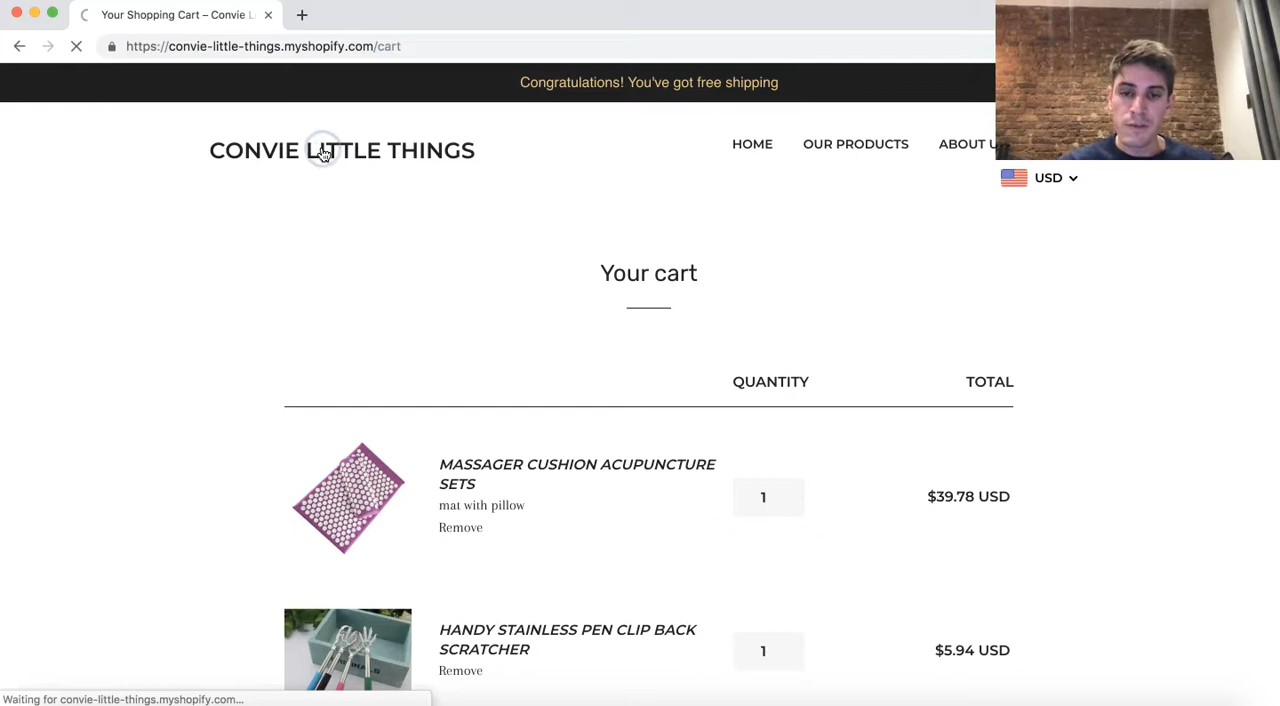 Your Shopping Cart – Convie L
https://convie-little-things.myshopify.com/cart
Congratulations! You've got free shipping
CONVIE LITTLE THINGS
HOME OUR PRODUCTS ABOUT U
USD
Your cart
QUANTITY TOTAL
MASSAGER CUSHION ACUPUNCTURE
SETS
mat with pillow
Remove
1
$39.78 USD
HANDY STAINLESS PEN CLIP BACK
SCRATCHER
Remove
1
$5.94 USD
Waiting for convie-little-things.myshopify.com...